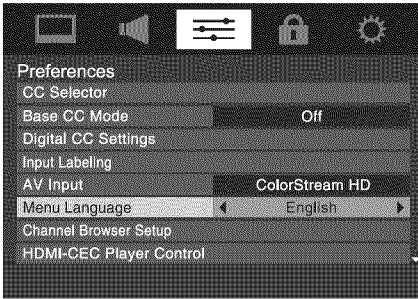 Preferences
CC Selector
Base CC Mode Off
Digital CC Settings
Input Labeling
AV Input ColorStream HD
Menu Language English
Channel Browser Setup
HDMI-CEC Player Control